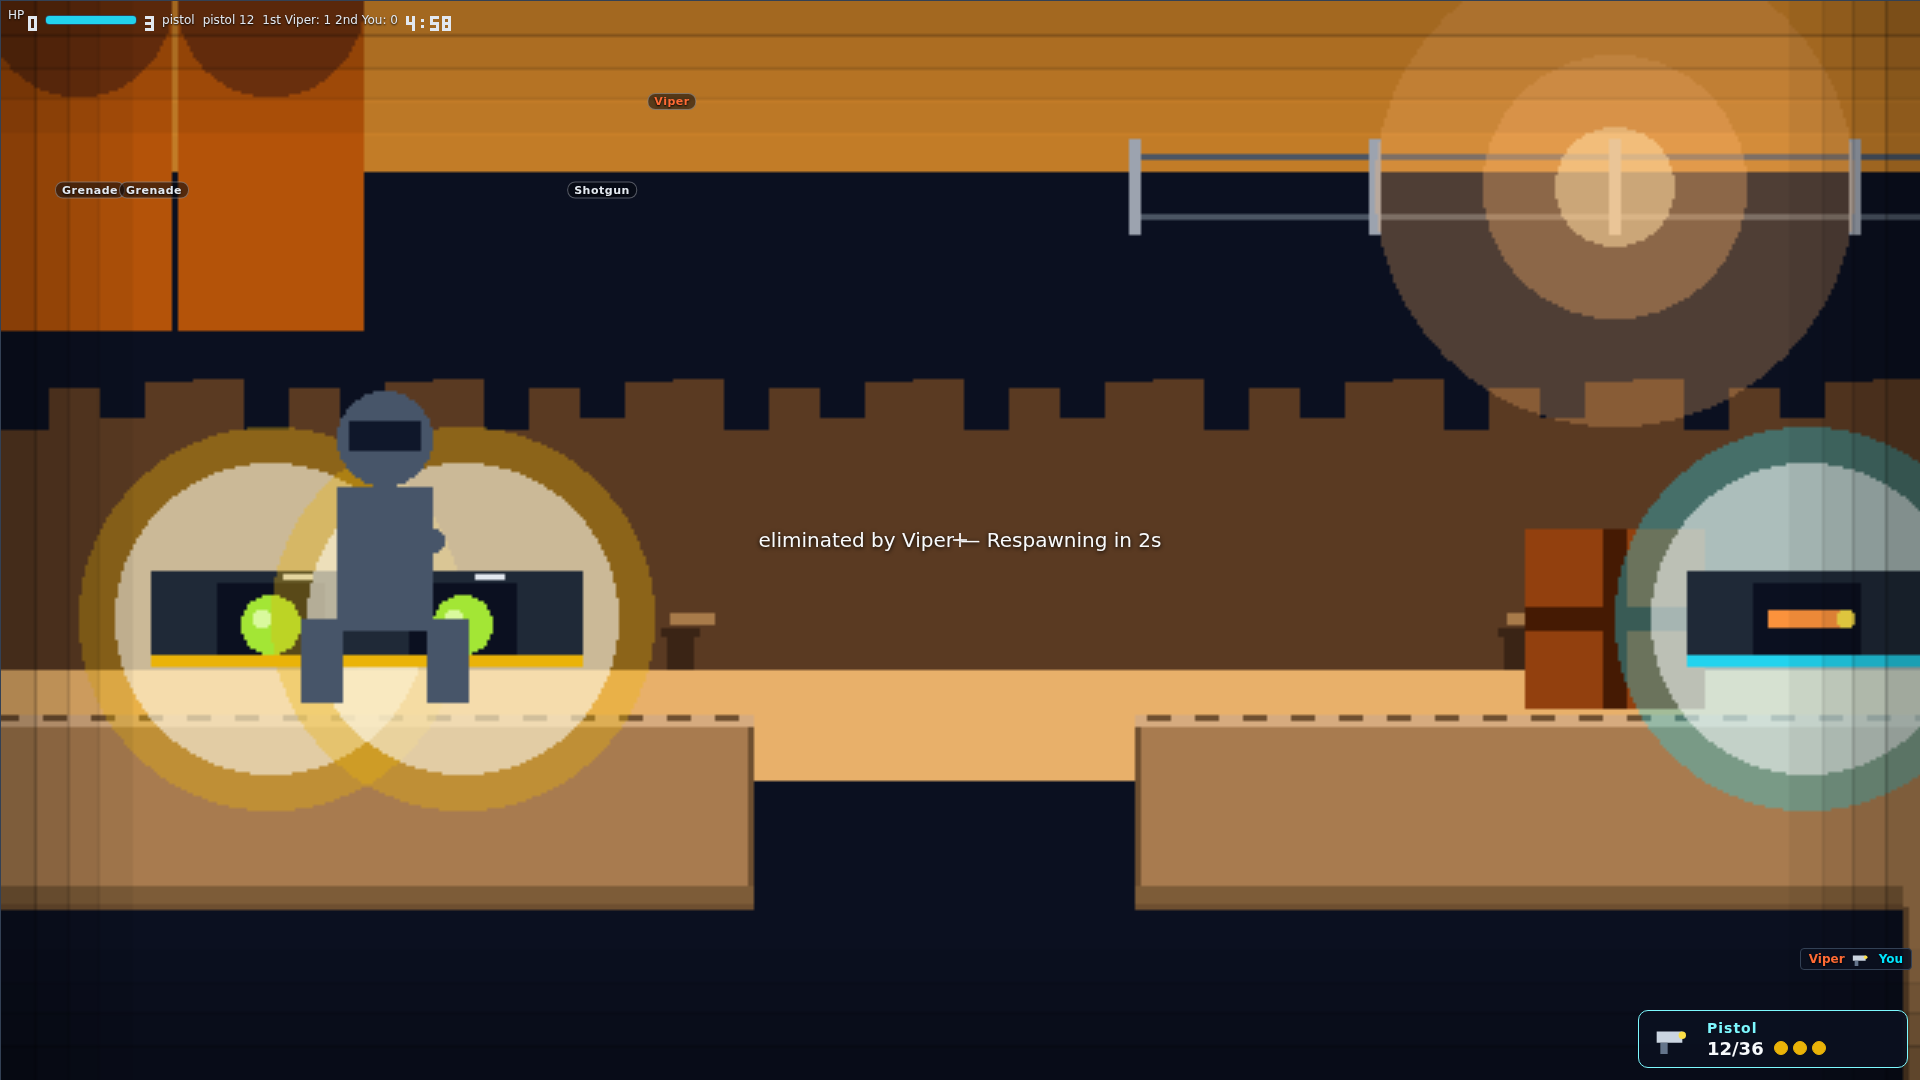 HP 0 3 pistol pistol 12 1st Viper: 1 2nd You: 0 4:58
Viper
Grenade Grenade Shotgun
eliminated by Viper — Respawning in 2s
Viper You
Pistol
12/36